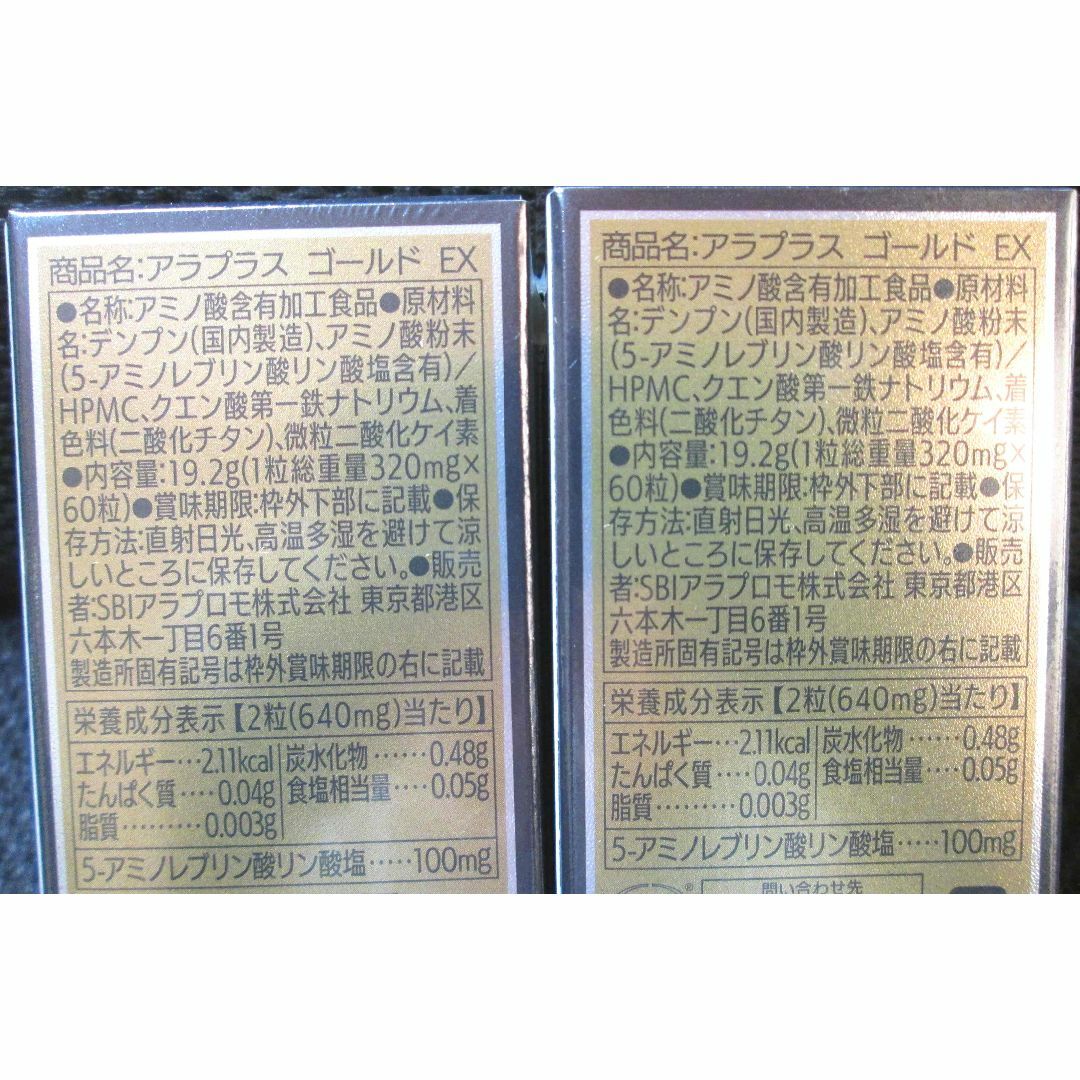 商品名:アラプラス ゴールド EX
●名称:アミノ酸含有加工食品●原材料
名:デンプン(国内製造)、アミノ酸粉末
(5-アミノレブリン酸リン酸塩含有)/
HPMC、クエン酸第一鉄ナトリウム、着
色料(二酸化チタン)、微粒二酸化ケイ素
●内容量:19.2g(1粒総重量320mg×
60粒)●賞味期限:枠外下部に記載●保
存方法:直射日光、高温多湿を避けて涼
しいところに保存してください。●販売
者:SBIアラプロモ株式会社 東京都港区
六本木一丁目6番1号
製造所固有記号は枠外賞味期限の右に記載
栄養成分表示【2粒(640mg)当たり】
エネルギー…2.11kcal 炭水化物……0.48g
たんぱく質……0.04g 食塩相当量……0.05g
脂質………0.003g
5-アミノレブリン酸リン酸塩……100mg
商品名:アラプラス ゴールド EX
●名称:アミノ酸含有加工食品●原材料
名:デンプン(国内製造)、アミノ酸粉末
(5-アミノレブリン酸リン酸塩含有)/
HPMC、クエン酸第一鉄ナトリウム、着
色料(二酸化チタン)、微粒二酸化ケイ素
●内容量:19.2g(1粒総重量320mg×
60粒)●賞味期限:枠外下部に記載●保
存方法:直射日光、高温多湿を避けて涼
しいところに保存してください。●販売
者:SBIアラプロモ株式会社 東京都港区
六本木一丁目6番1号
製造所固有記号は枠外賞味期限の右に記載
栄養成分表示【2粒(640mg)当たり】
エネルギー…2.11kcal 炭水化物……0.48g
たんぱく質……0.04g 食塩相当量……0.05g
脂質………0.003g
5-アミノレブリン酸リン酸塩……100mg
問い合わせ先